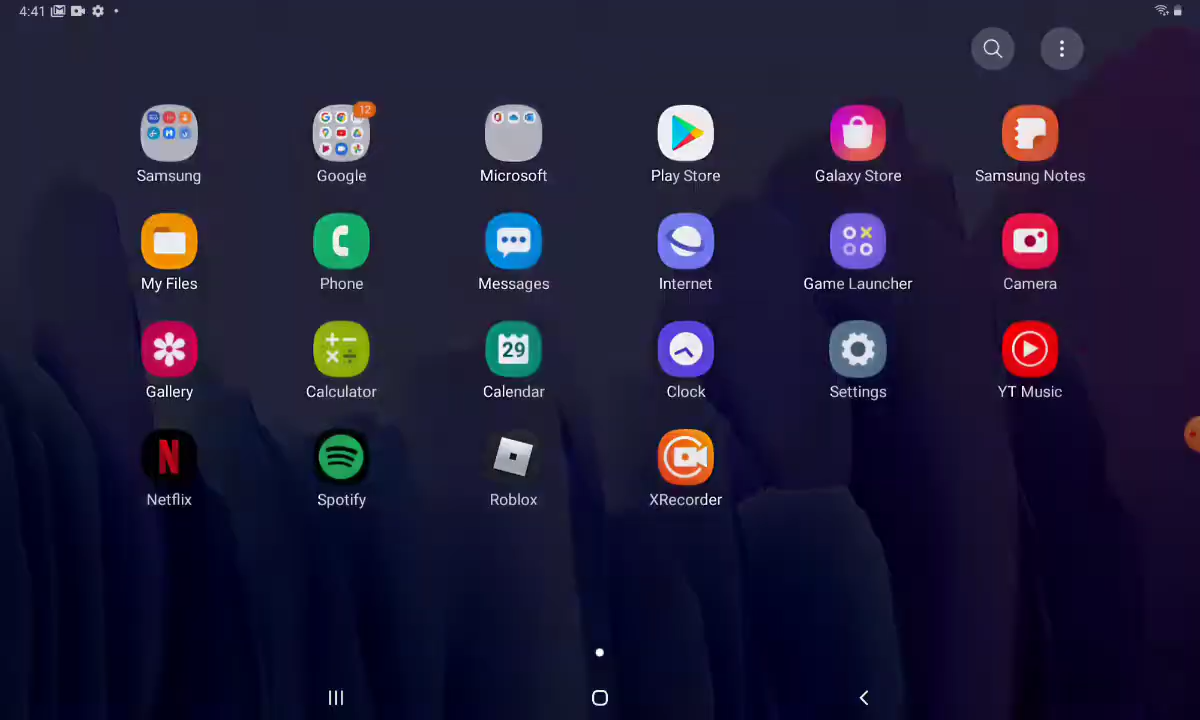 4:41
12
Samsung Google Microsoft Play Store Galaxy Store Samsung Notes
My Files Phone Messages Internet Game Launcher Camera
29
Gallery Calculator Calendar Clock Settings YT Music
N
Netflix Spotify Roblox XRecorder